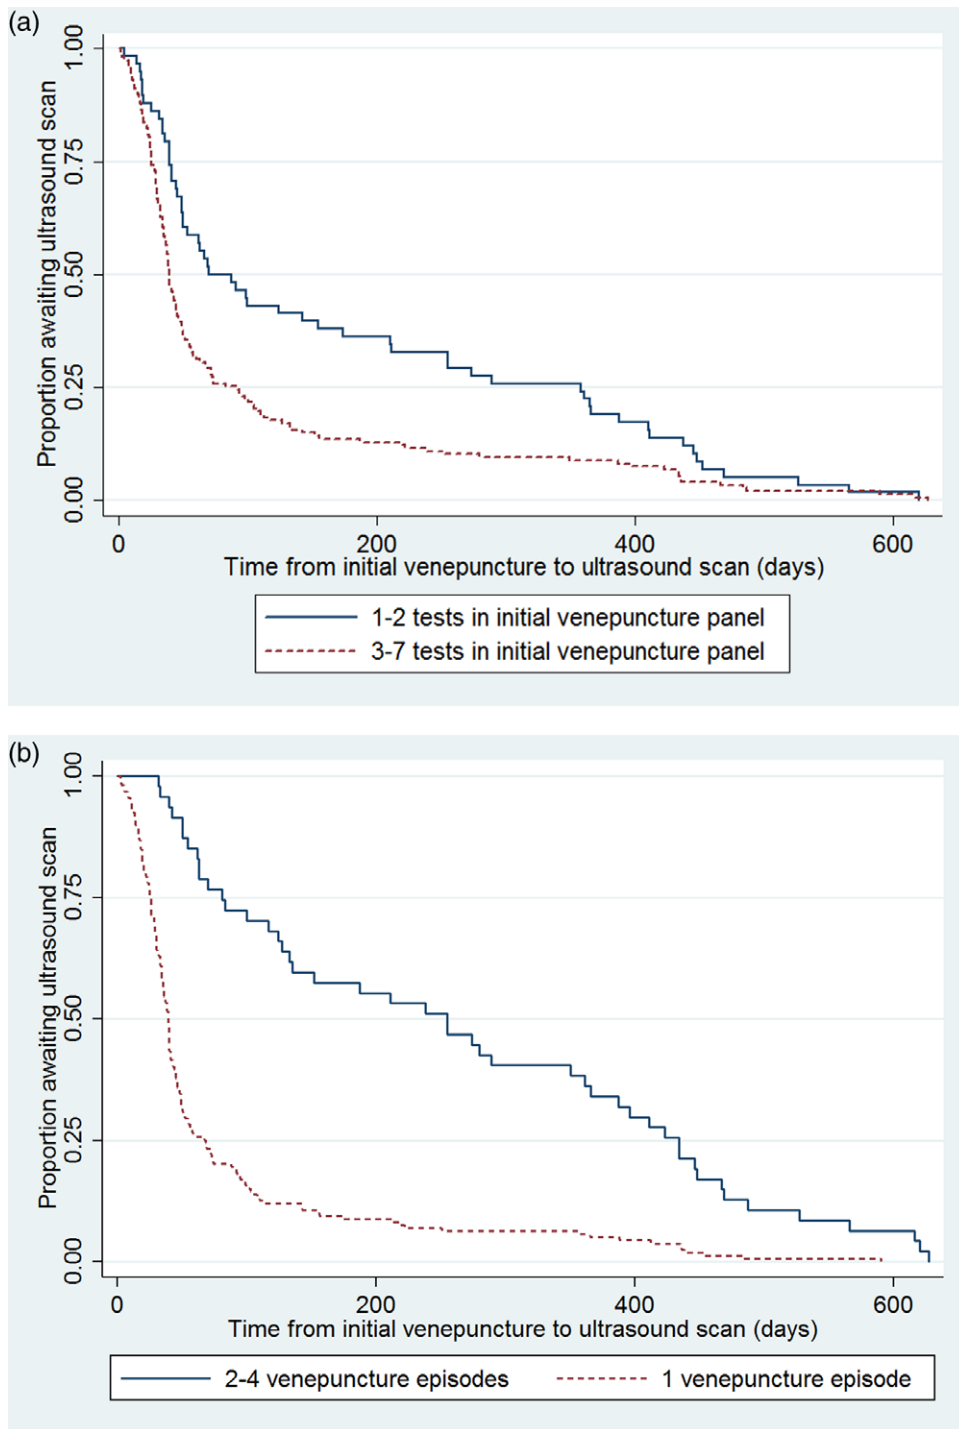 (a)
Proportion awaiting ultrasound scan
1.00
0.75
0.50
0.25
0.00
0 200 400 600
Time from initial venepuncture to ultrasound scan (days)
1-2 tests in initial venepuncture panel
3-7 tests in initial venepuncture panel
(b)
Proportion awaiting ultrasound scan
1.00
0.75
0.50
0.25
0.00
0 200 400 600
Time from initial venepuncture to ultrasound scan (days)
2-4 venepuncture episodes 1 venepuncture episode